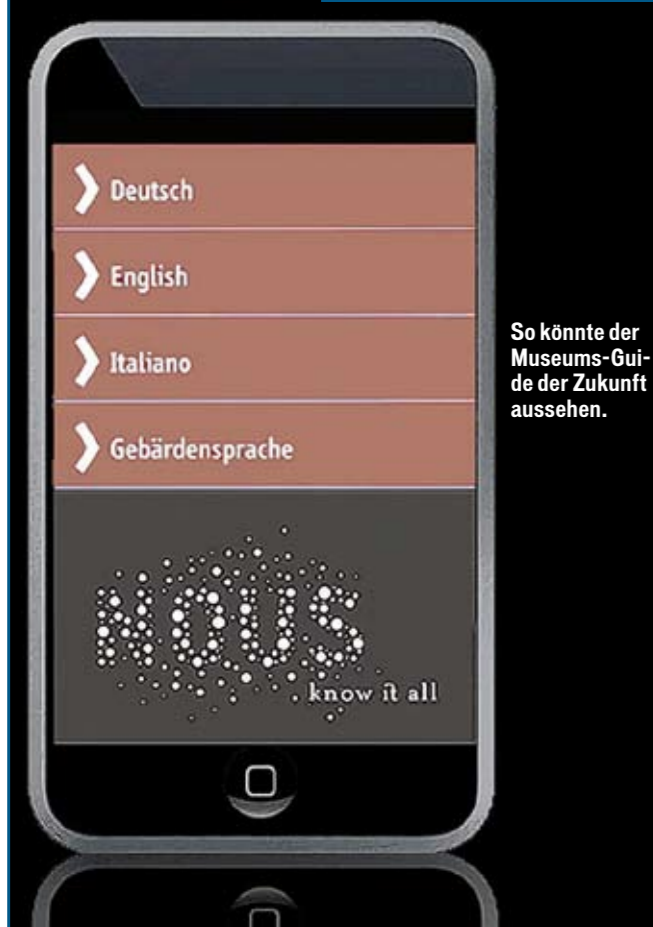 Deutsch
English
Italiano
Gebärdensprache
NOUS
know it all
So könnte der
Museums-Gui-
de der Zukunft
aussehen.